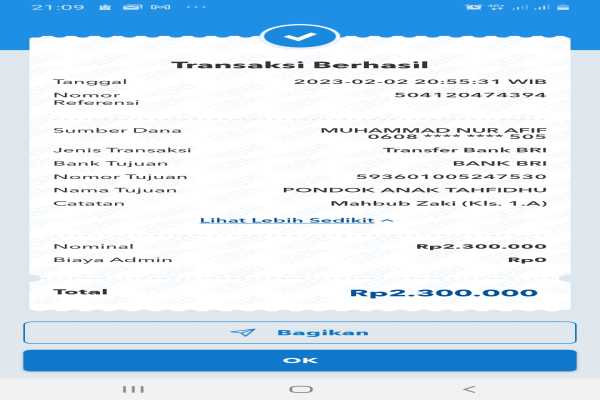 21:09
Transaksi Berhasil
Tanggal 2023-02-02 20:55:31 WIB
Nomor Referensi 504120474394
Sumber Dana MUHAMMAD NUR AFIF
0608 **** **** 505
Jenis Transaksi Transfer Bank BRI
Bank Tujuan BANK BRI
Nomor Tujuan 593601005247530
Nama Tujuan PONDOK ANAK TAHFIDHU
Catatan Mahbub Zaki (Kls. 1.A)
Lihat Lebih Sedikit
Nominal Rp2.300.000
Biaya Admin Rp0
Total Rp2.300.000
Bagikan
OK